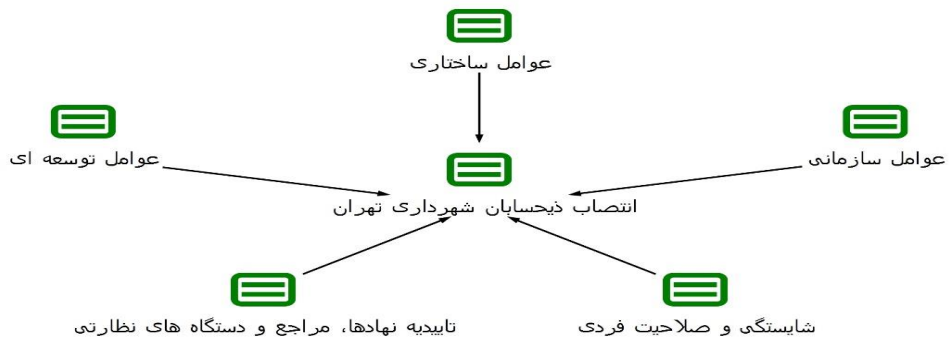 عوامل ساختاری
عوامل سازمانی
عوامل توسعه ای
انتصاب ذیحسابان شهرداری تهران
شایستگی و صلاحیت فردی
تاییدیه نهادها، مراجع و دستگاه های نظارتی